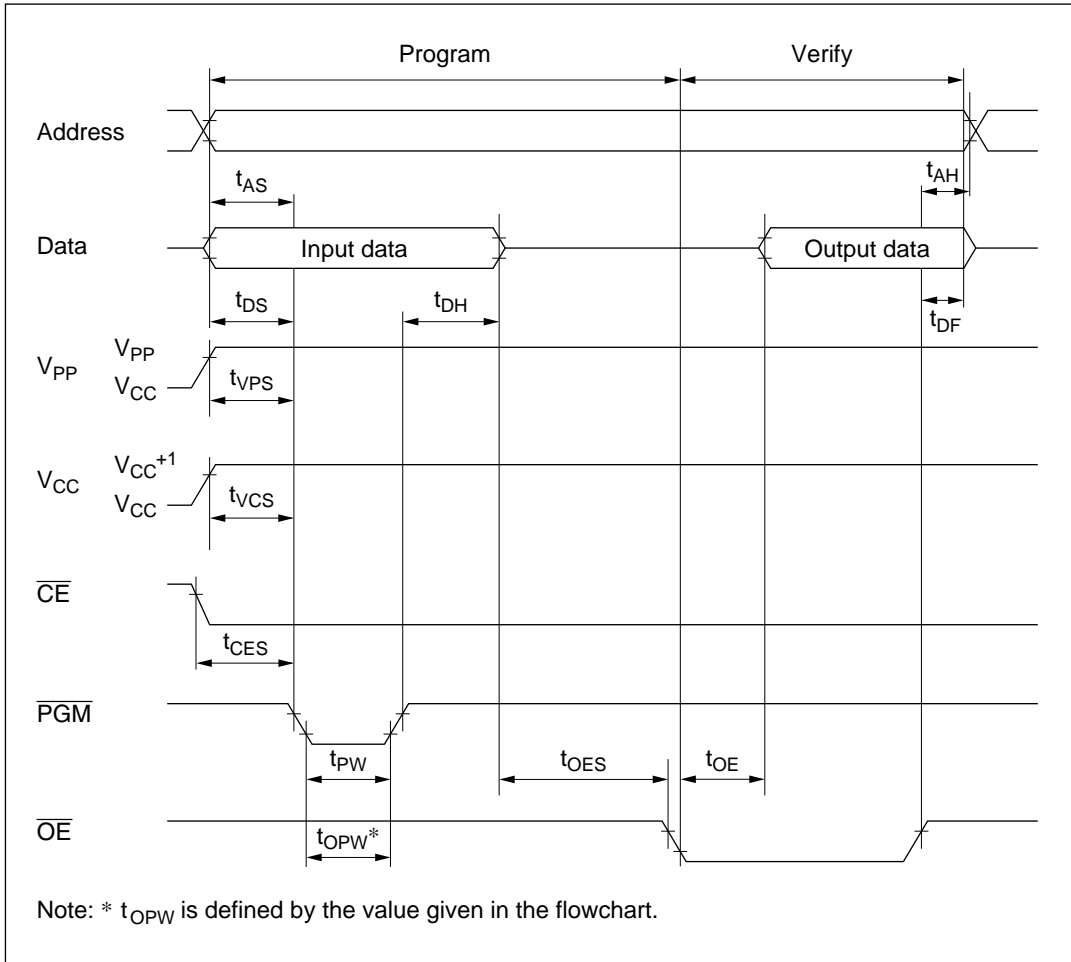 Program Verify
Address
tAS tAH
Data Input data Output data
tDS tDH tDF
VPP VPP
VCC
tVPS
VCC VCC+1
VCC
tVCS
CE
tCES
PGM
tPW tOES tOE
OE
tOPW*
Note: * tOPW is defined by the value given in the flowchart.